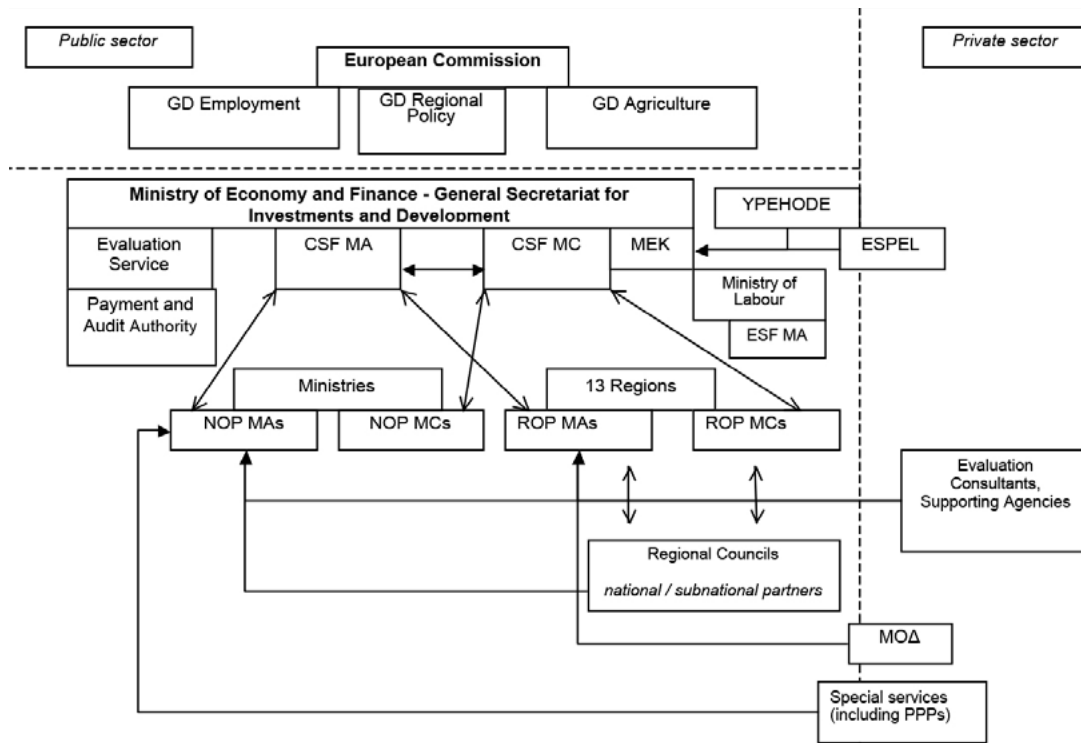 Public sector
Private sector
European Commission
GD Employment
GD Regional
Policy
GD Agriculture
Ministry of Economy and Finance - General Secretariat for
Investments and Development
YPEHODE
ESPEL
Evaluation
Service
CSF MA
CSF MC
MEK
Ministry of
Labour
ESF MA
Payment and
Audit Authority
Ministries
13 Regions
NOP MAs
NOP MCs
ROP MAs
ROP MCs
Evaluation
Consultants,
Supporting Agencies
Regional Councils
national / subnational partners
ΜΟΔ
Special services
(including PPPs)